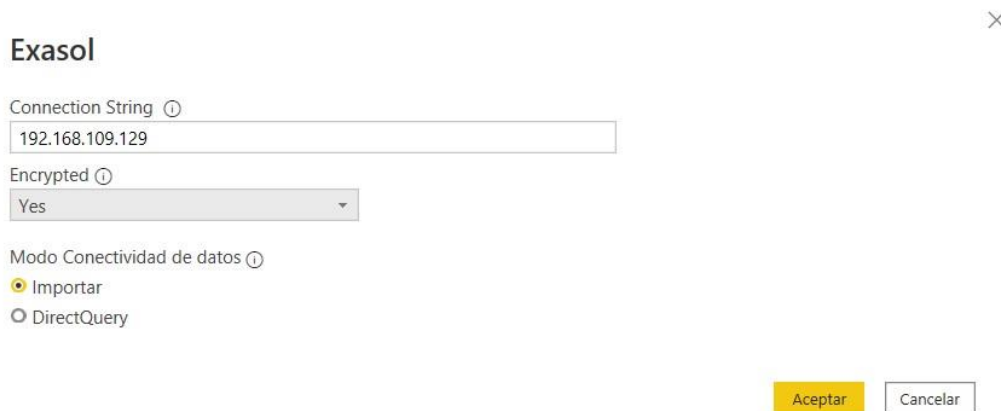 Exasol
Connection String
192.168.109.129
Encrypted
Yes
Modo Conectividad de datos
Importar
DirectQuery
Aceptar Cancelar